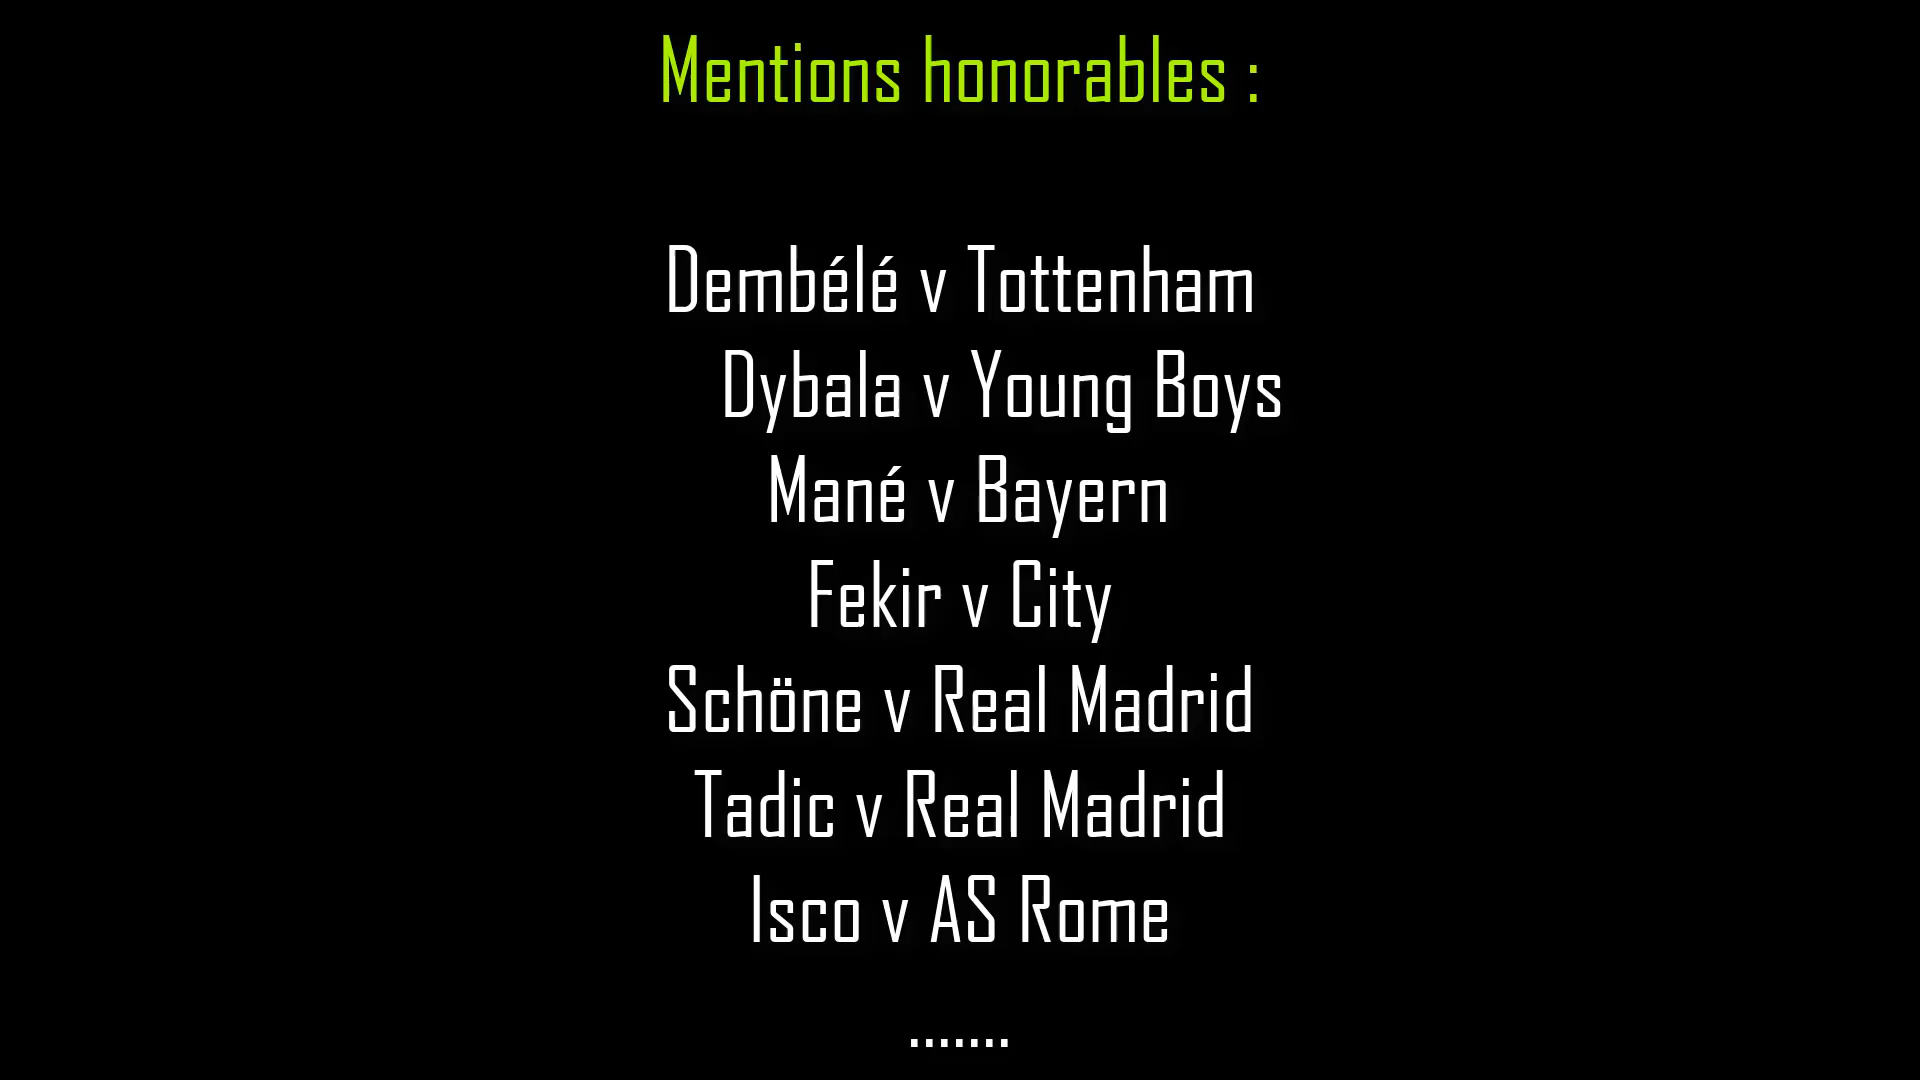 Mentions honorables :
Dembélé v Tottenham
Dybala v Young Boys
Mané v Bayern
Fekir v City
Schöne v Real Madrid
Tadic v Real Madrid
Isco v AS Rome
.......